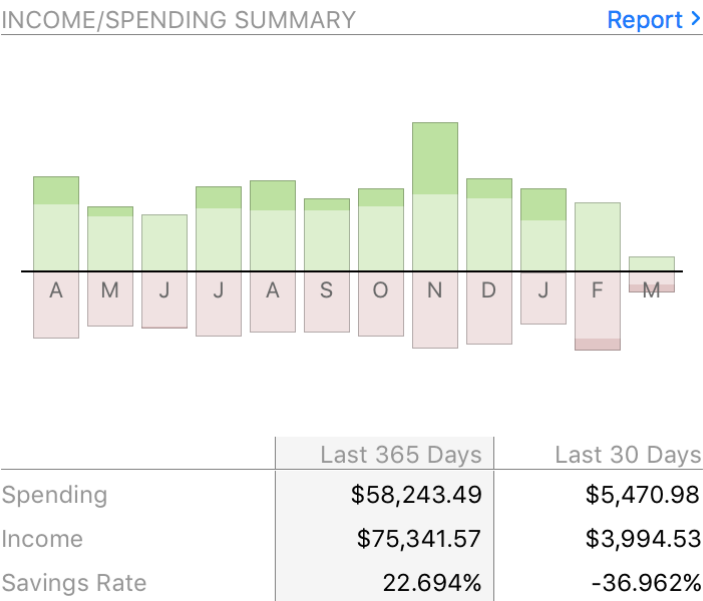 INCOME/SPENDING SUMMARY Report >
A M J J A S O N D J F M
Last 365 Days Last 30 Days
Spending $58,243.49 $5,470.98
Income $75,341.57 $3,994.53
Savings Rate 22.694% -36.962%